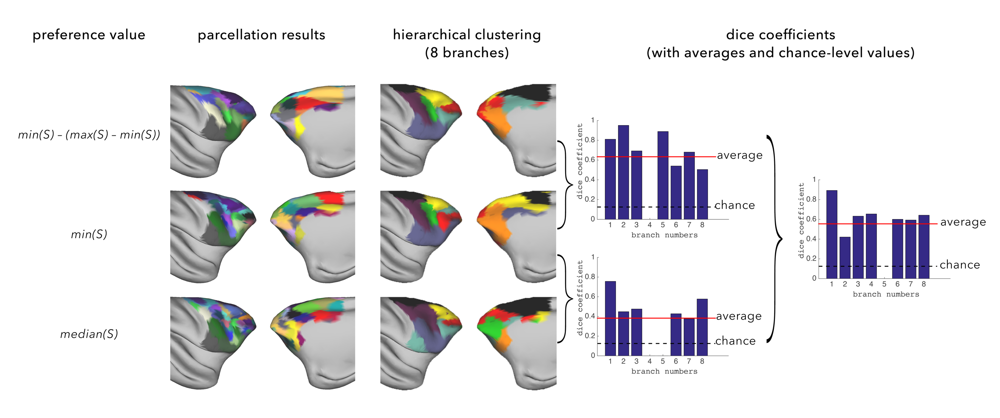 preference value
parcellation results
hierarchical clustering
(8 branches)
dice coefficients
(with averages and chance-level values)
min(S) – (max(S) – min(S))
min(S)
median(S)
dice coefficient
1
0.8
0.6
0.4
0.2
0
average
chance
1 2 3 4 5 6 7 8
branch numbers
dice coefficient
1
0.8
0.6
0.4
0.2
0
average
chance
1 2 3 4 5 6 7 8
branch numbers
dice coefficient
1
0.8
0.6
0.4
0.2
0
average
chance
1 2 3 4 5 6 7 8
branch numbers